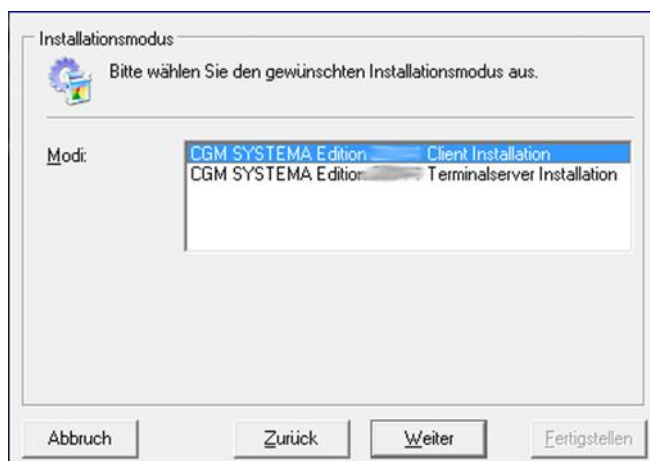 Installationsmodus
Bitte wählen Sie den gewünschten Installationsmodus aus.
Modi:
CGM SYSTEMA Edition Client Installation
CGM SYSTEMA Edition Terminalserver Installation
Abbruch
Zurück
Weiter
Fertigstellen